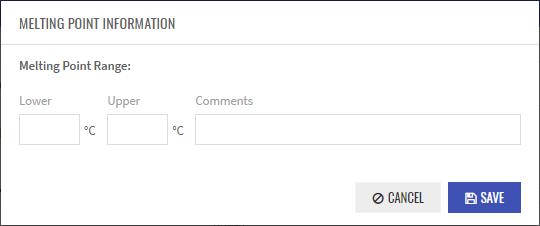 MELTING POINT INFORMATION
Melting Point Range:
Lower Upper Comments
°C °C
CANCEL SAVE